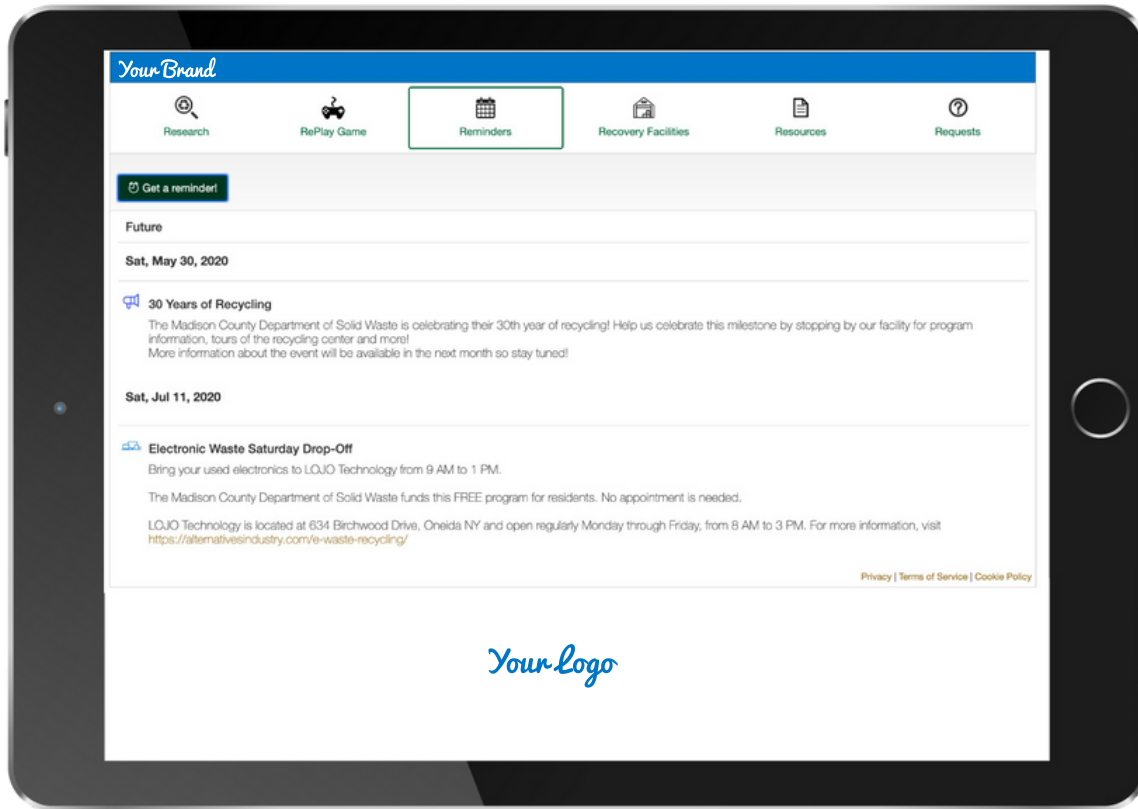 Your Brand
Research
RePlay Game
Reminders
Recovery Facilities
Resources
Requests
Get a reminder!
Future
Sat, May 30, 2020
30 Years of Recycling
The Madison County Department of Solid Waste is celebrating their 30th year of recycling! Help us celebrate this milestone by stopping by our facility for program
information, tours of the recycling center and more!
More information about the event will be available in the next month so stay tuned!
Sat, Jul 11, 2020
Electronic Waste Saturday Drop-Off
Bring your used electronics to LOJO Technology from 9 AM to 1 PM.
The Madison County Department of Solid Waste funds this FREE program for residents. No appointment is needed.
LOJO Technology is located at 634 Birchwood Drive, Oneida NY and open regularly Monday through Friday, from 8 AM to 3 PM. For more information, visit
https://alternativesindustry.com/e-waste-recycling/
Privacy | Terms of Service | Cookie Policy
Your Logo